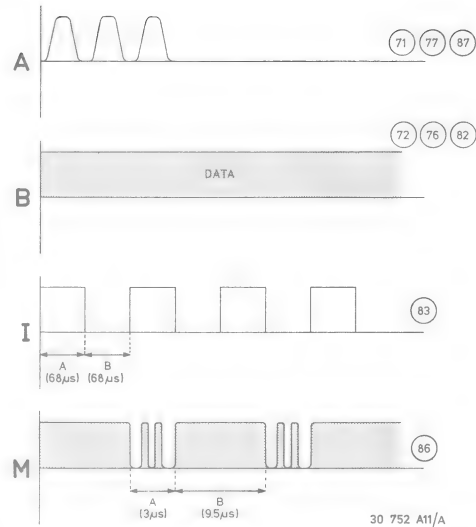 A
71 77 87
72 76 82
DATA
B
83
I
A B
(68µs) (68µs)
86
M
A B
(3µs) (9.5µs)
30 752 A11/A